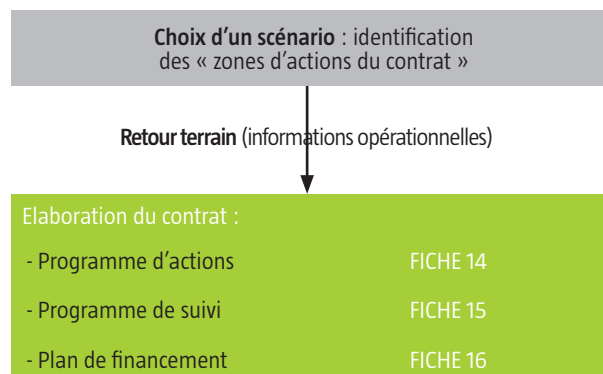 Choix d'un scénario : identification
des « zones d'actions du contrat »
Retour terrain (informations opérationnelles)
Elaboration du contrat :
- Programme d'actions FICHE 14
- Programme de suivi FICHE 15
- Plan de financement FICHE 16